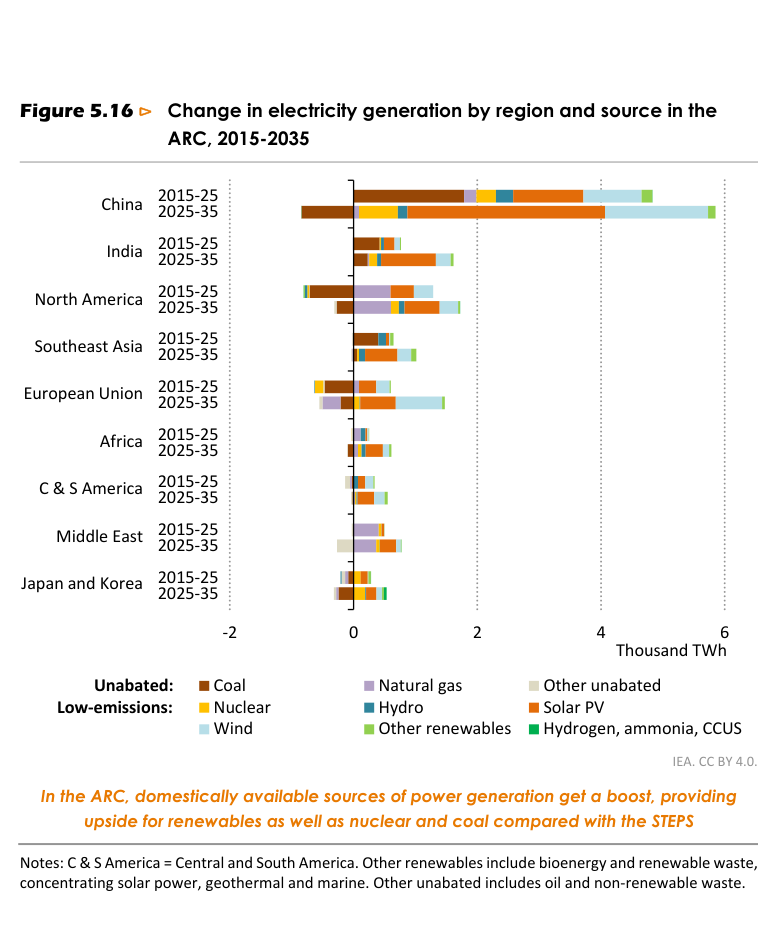 Figure 5.16 ▷ Change in electricity generation by region and source in the
ARC, 2015-2035
China 2015-25
2025-35
India 2015-25
2025-35
North America 2015-25
2025-35
Southeast Asia 2015-25
2025-35
European Union 2015-25
2025-35
Africa 2015-25
2025-35
C & S America 2015-25
2025-35
Middle East 2015-25
2025-35
Japan and Korea 2015-25
2025-35
-2 0 2 4 6
Thousand TWh
Unabated: Coal Natural gas Other unabated
Low-emissions: Nuclear Hydro Solar PV
Wind Other renewables Hydrogen, ammonia, CCUS
IEA. CC BY 4.0.
In the ARC, domestically available sources of power generation get a boost, providing
upside for renewables as well as nuclear and coal compared with the STEPS
Notes: C & S America = Central and South America. Other renewables include bioenergy and renewable waste,
concentrating solar power, geothermal and marine. Other unabated includes oil and non-renewable waste.